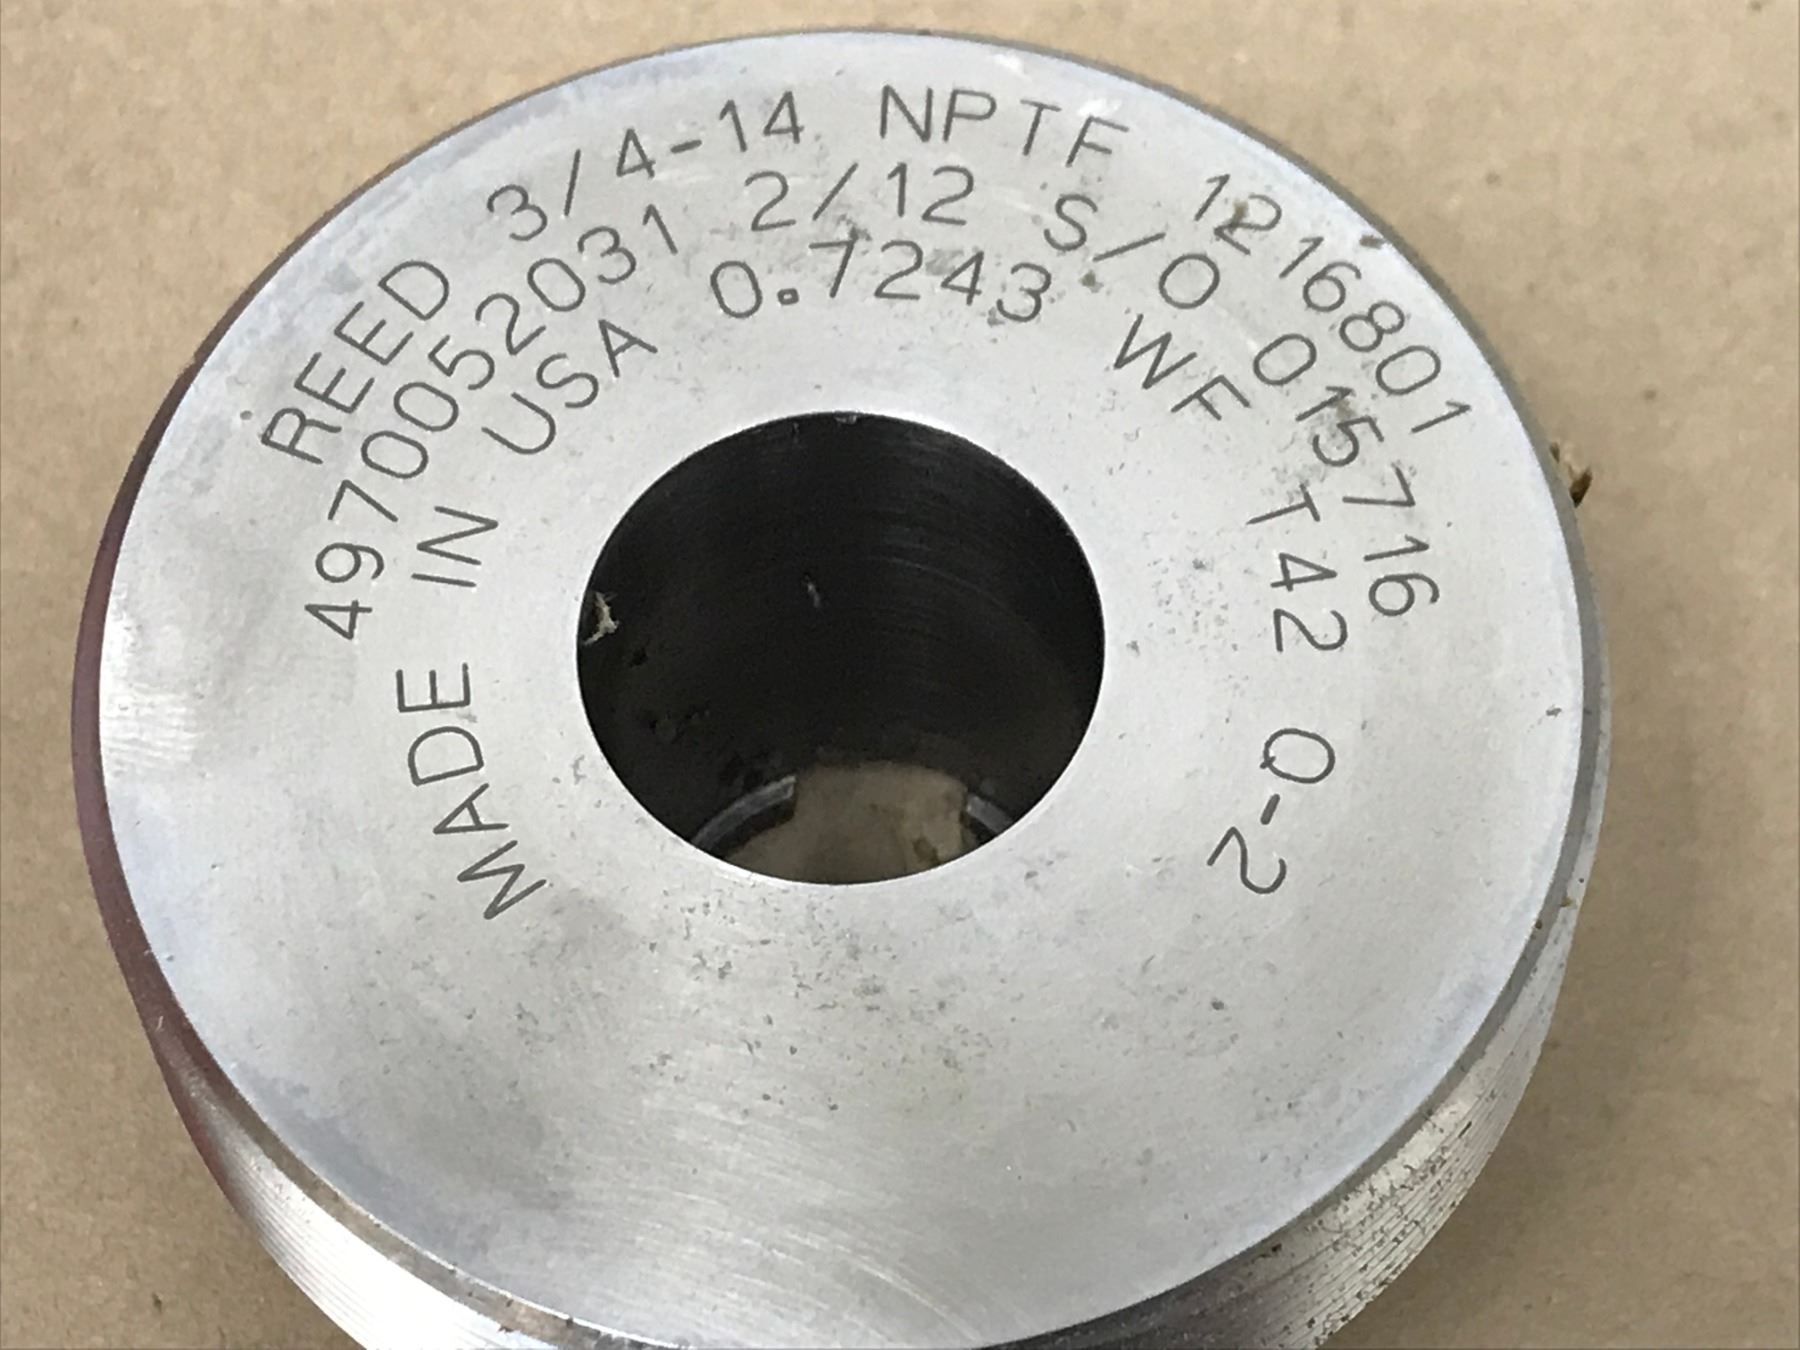 REED 3/4-14 NPTF 1216801
4970052031 2/12 S/O 015716
MADE IN USA 0.7243 WF T42 Q-2